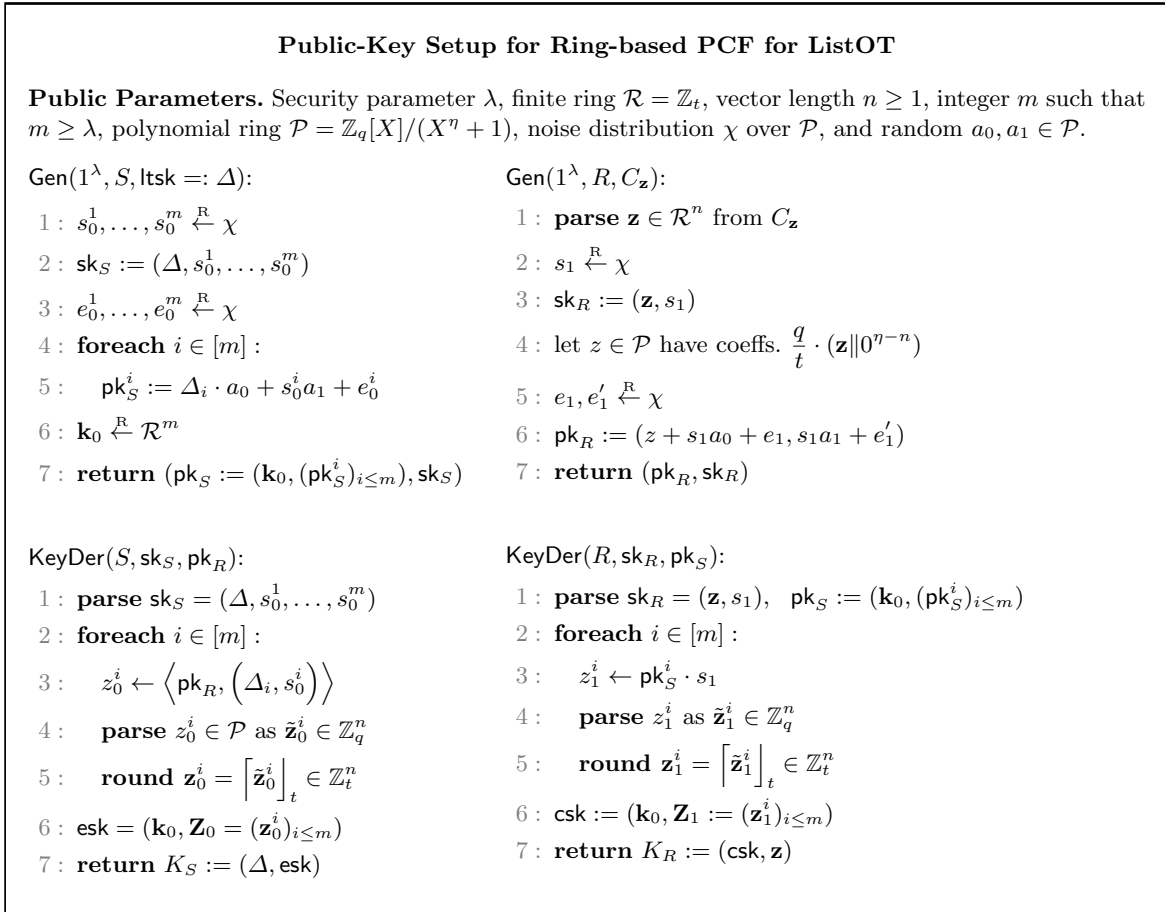 Public-Key Setup for Ring-based PCF for ListOT
Public Parameters. Security parameter λ, finite ring ℛ = ℤ_t, vector length n ≥ 1, integer m such that
m ≥ λ, polynomial ring 𝒫 = ℤ_q[X]/(X^η + 1), noise distribution χ over 𝒫, and random a_0, a_1 ∈ 𝒫.
Gen(1^λ, S, ltsk =: Δ):
1 : s_0^1, . . . , s_0^m ←^R χ
2 : sk_S := (Δ, s_0^1, . . . , s_0^m)
3 : e_0^1, . . . , e_0^m ←^R χ
4 : foreach i ∈ [m] :
5 : pk_S^i := Δ_i · a_0 + s_0^i a_1 + e_0^i
6 : k_0 ←^R ℛ^m
7 : return (pk_S := (k_0, (pk_S^i)_{i≤m}), sk_S)
Gen(1^λ, R, C_z):
1 : parse z ∈ ℛ^n from C_z
2 : s_1 ←^R χ
3 : sk_R := (z, s_1)
4 : let z ∈ 𝒫 have coeffs. q/t · (z‖0^{η−n})
5 : e_1, e′_1 ←^R χ
6 : pk_R := (z + s_1 a_0 + e_1, s_1 a_1 + e′_1)
7 : return (pk_R, sk_R)
KeyDer(S, sk_S, pk_R):
1 : parse sk_S = (Δ, s_0^1, . . . , s_0^m)
2 : foreach i ∈ [m] :
3 : z_0^i ← ⟨pk_R, (Δ_i, s_0^i)⟩
4 : parse z_0^i ∈ 𝒫 as z̃_0^i ∈ ℤ_q^n
5 : round z_0^i = ⌈z̃_0^i⌋_t ∈ ℤ_t^n
6 : esk = (k_0, Z_0 = (z_0^i)_{i≤m})
7 : return K_S := (Δ, esk)
KeyDer(R, sk_R, pk_S):
1 : parse sk_R = (z, s_1), pk_S := (k_0, (pk_S^i)_{i≤m})
2 : foreach i ∈ [m] :
3 : z_1^i ← pk_S^i · s_1
4 : parse z_1^i as z̃_1^i ∈ ℤ_q^n
5 : round z_1^i = ⌈z̃_1^i⌋_t ∈ ℤ_t^n
6 : csk := (k_0, Z_1 := (z_1^i)_{i≤m})
7 : return K_R := (csk, z)